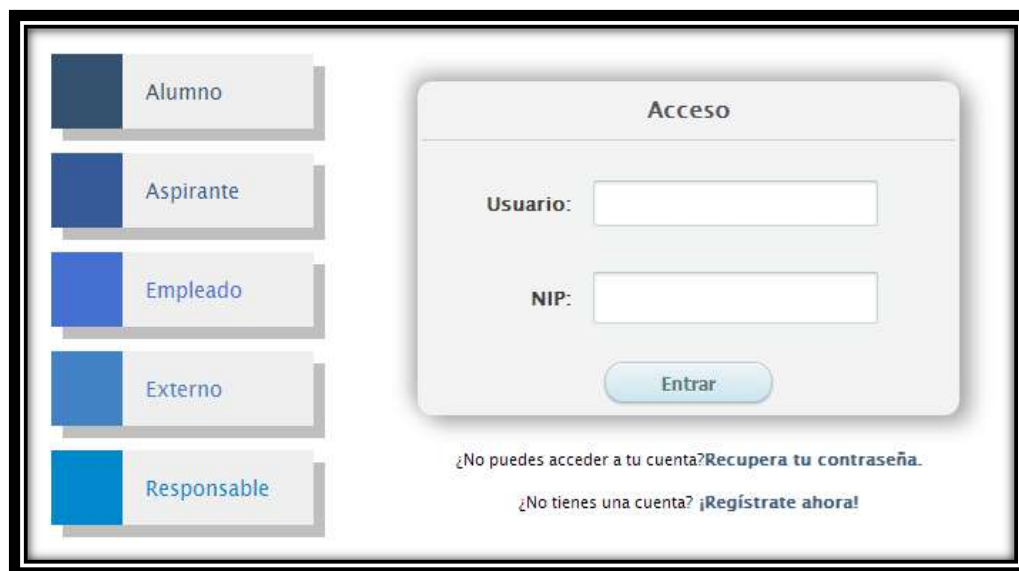 Alumno
Aspirante
Empleado
Externo
Responsable
Acceso
Usuario:
NIP:
Entrar
¿No puedes acceder a tu cuenta?Recupera tu contraseña.
¿No tienes una cuenta? ¡Regístrate ahora!